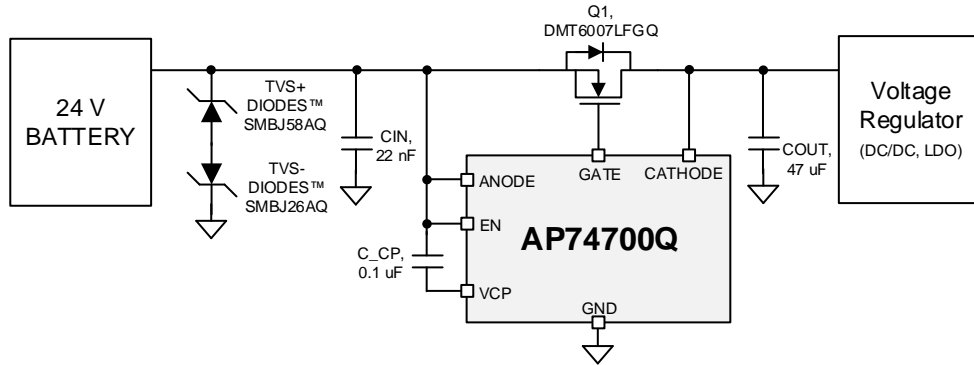 Q1,
DMT6007LFGQ
24 V
BATTERY
TVS+
DIODES™
SMBJ58AQ
TVS-
DIODES™
SMBJ26AQ
CIN,
22 nF
COUT,
47 uF
Voltage
Regulator
(DC/DC, LDO)
ANODE
GATE
CATHODE
EN
AP74700Q
C_CP,
0.1 uF
VCP
GND